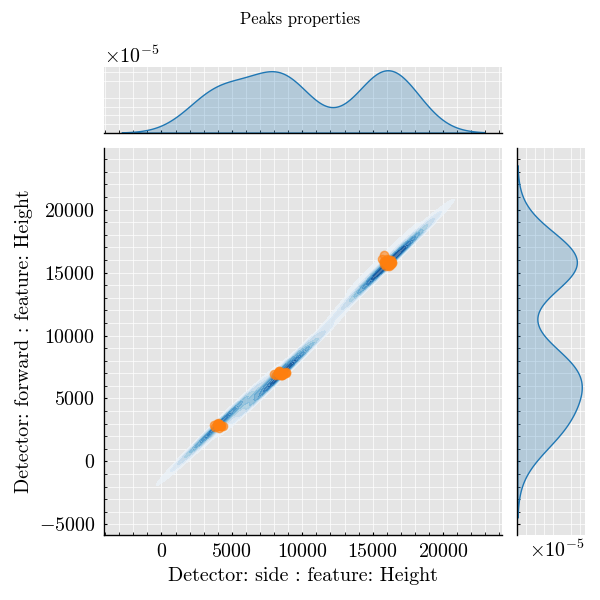 Peaks properties
×10⁻⁵
20000
15000
10000
5000
0
−5000
Detector: forward : feature: Height
0 5000 10000 15000 20000
×10⁻⁵
Detector: side : feature: Height